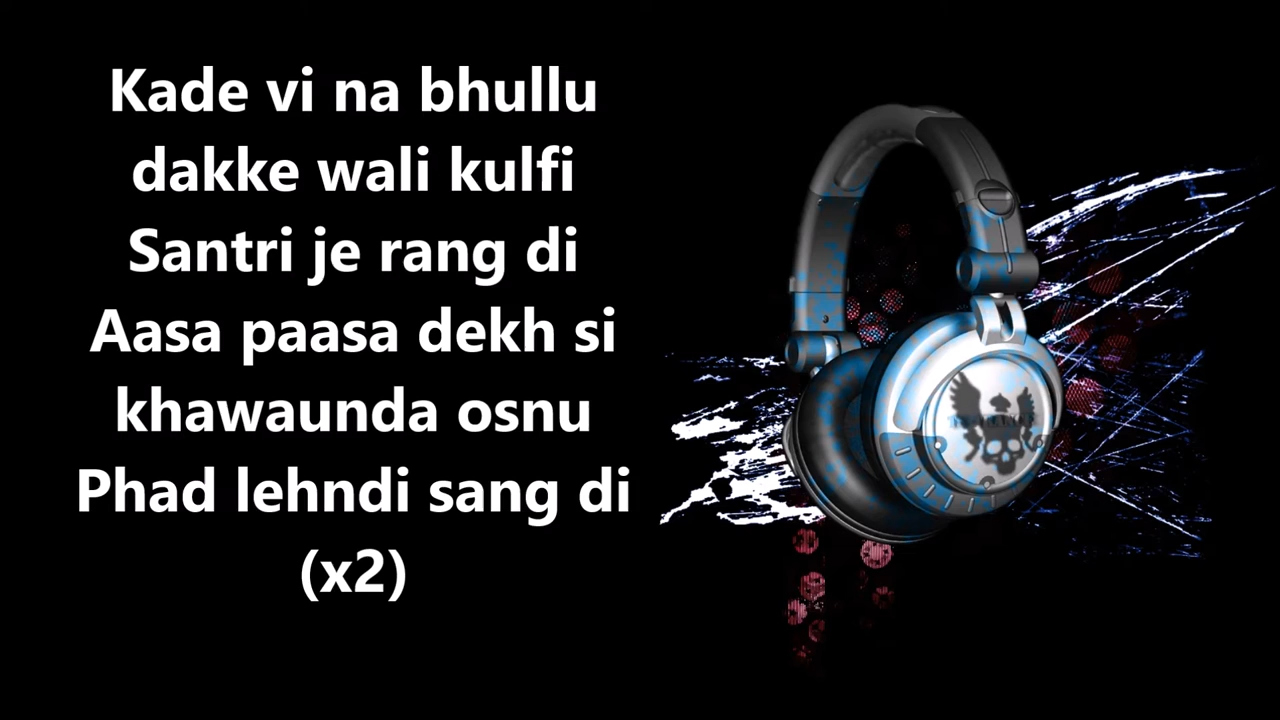 Kade vi na bhullu
dakke wali kulfi
Santri je rang di
Aasa paasa dekh si
khawaunda osnu
Phad lehndi sang di
(x2)